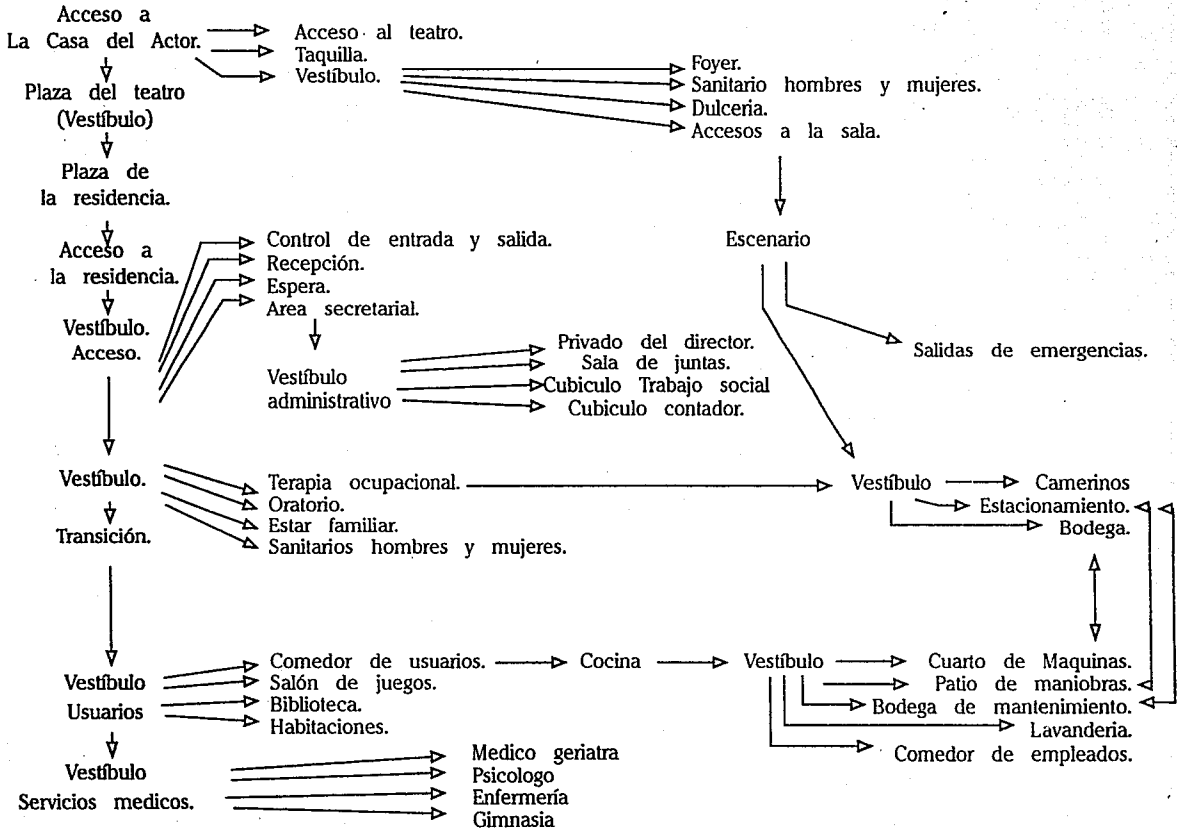 Acceso a
La Casa del Actor.
Acceso al teatro.
Taquilla.
Vestíbulo.
Foyer.
Sanitario hombres y mujeres.
Dulceria.
Accesos a la sala.
Plaza del teatro
(Vestíbulo)
Plaza de
la residencia.
Acceso a
la residencia.
Control de entrada y salida.
Recepción.
Espera.
Area secretarial.
Escenario
Vestíbulo.
Acceso.
Vestíbulo
administrativo
Privado del director.
Sala de juntas.
Cubiculo Trabajo social
Cubiculo contador.
Salidas de emergencias.
Vestíbulo.
Terapia ocupacional.
Oratorio.
Estar familiar.
Sanitarios hombres y mujeres.
Vestíbulo
Camerinos
Estacionamiento.
Bodega.
Transición.
Vestíbulo
Usuarios
Comedor de usuarios.
Salón de juegos.
Biblioteca.
Habitaciones.
Cocina
Vestíbulo
Cuarto de Maquinas.
Patio de maniobras.
Bodega de mantenimiento.
Lavanderia.
Comedor de empleados.
Vestíbulo
Servicios medicos.
Medico geriatra
Psicologo
Enfermería
Gimnasia